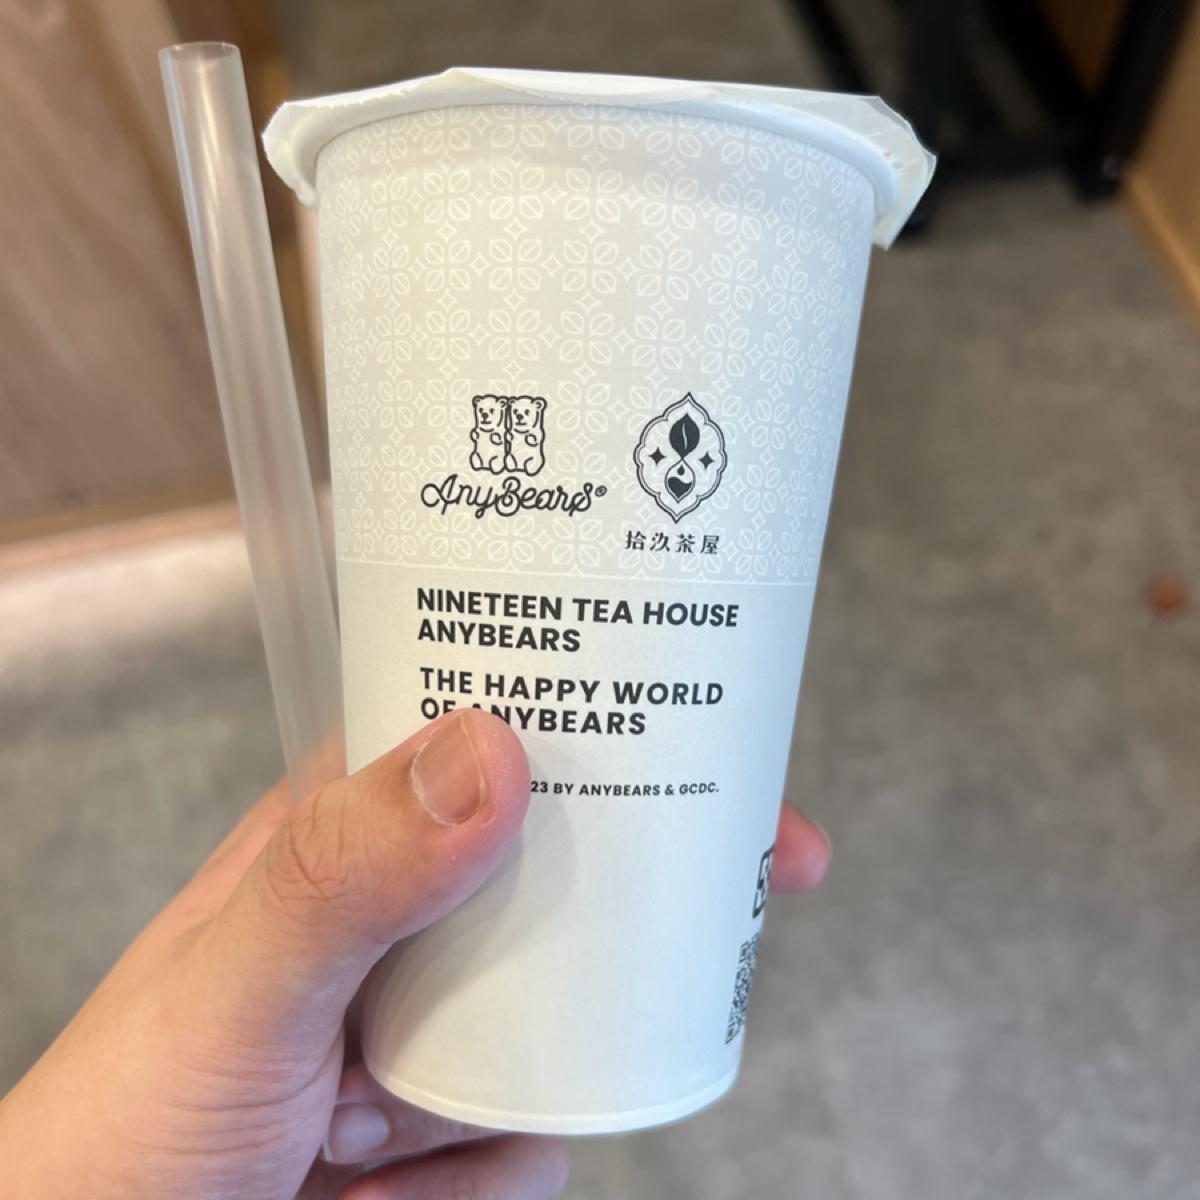 AnyBears®
拾汣茶屋
NINETEEN TEA HOUSE
ANYBEARS
THE HAPPY WORLD
OF ANYBEARS
23 BY ANYBEARS & GCDC.